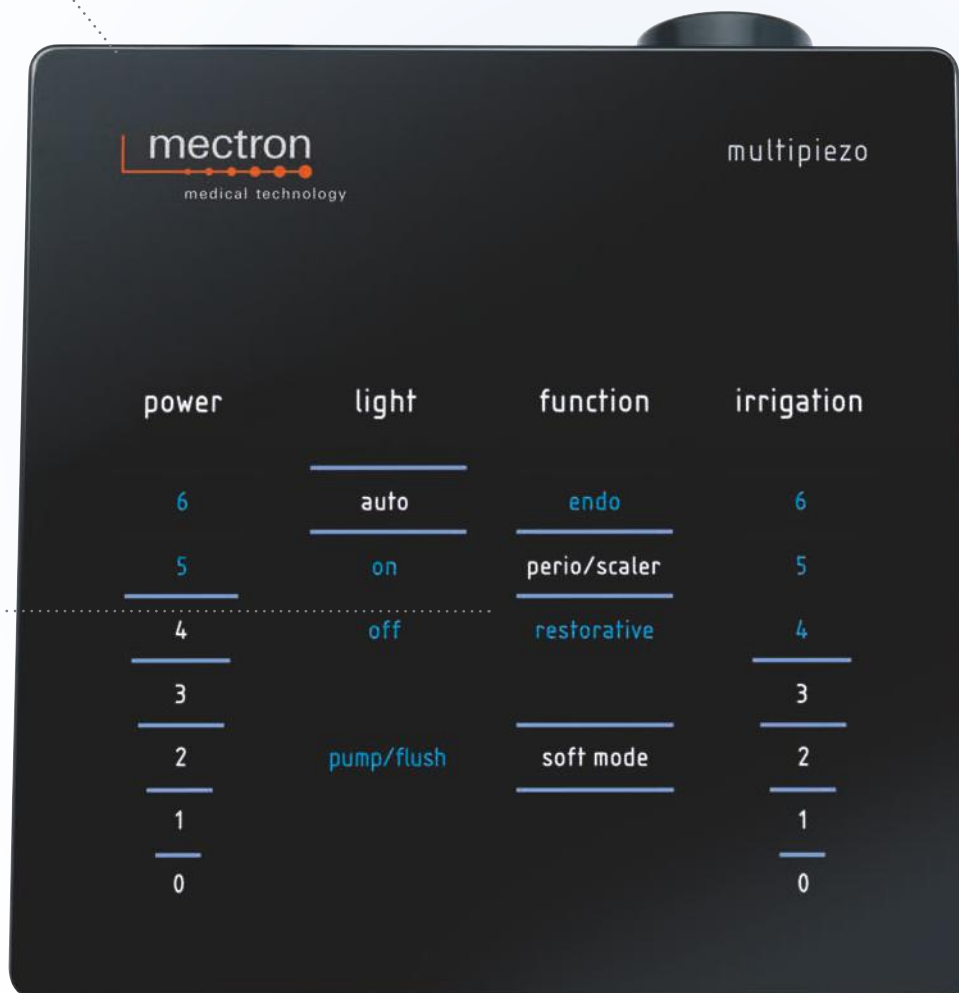 mectron
medical technology
multipiezo
power light function irrigation
6 auto endo 6
5 on perio/scaler 5
4 off restorative 4
3 3
2 pump/flush soft mode 2
1 1
0 0